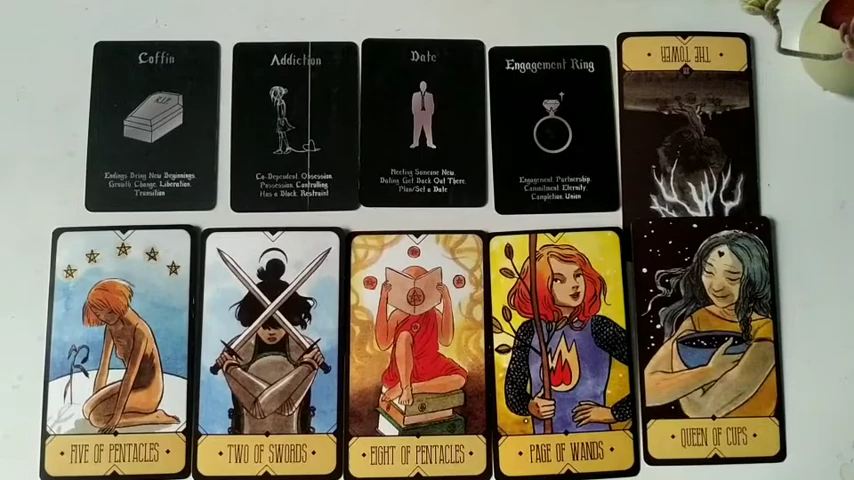 Coffin
RIP
Endings Bring New Beginnings.
Growth Change, Liberation.
Transition
Addiction
Co-Dependent Obsession
Possession Controlling
Has a Block, Restraint
Date
Meeting Someone New.
Dating Get Back Out There.
Plan/Set a Date
Engagement Ring
Engagement, Partnership.
Commitment Eternity.
Completion Union
THE TOWER
FIVE OF PENTACLES
TWO OF SWORDS
EIGHT OF PENTACLES
PAGE OF WANDS
QUEEN OF CUPS